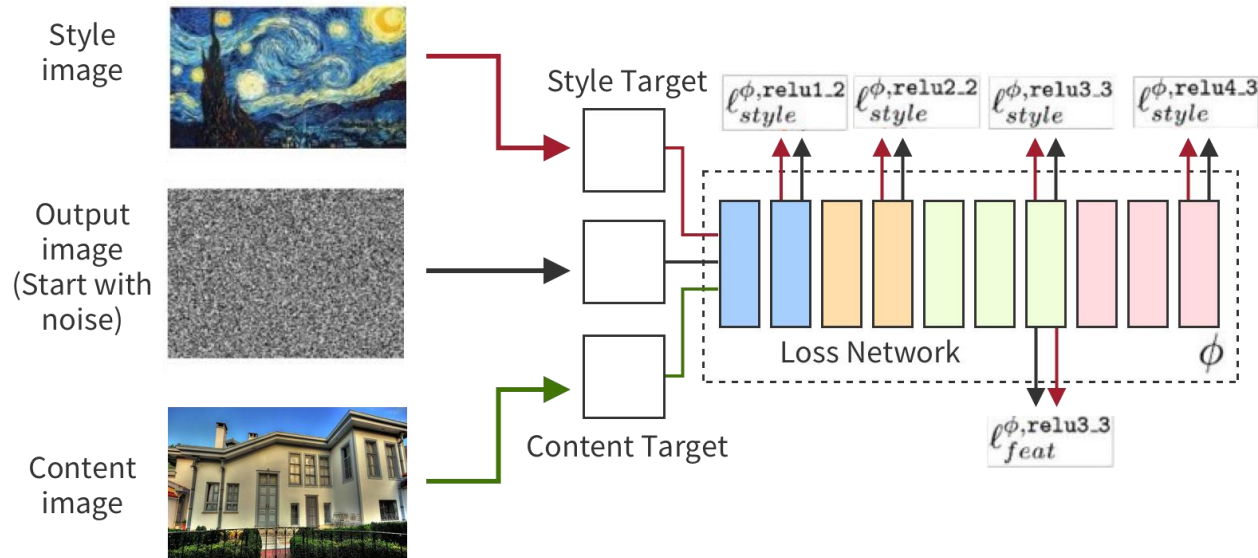 Style
image
Output
image
(Start with
noise)
Content
image
Style Target
Content Target
ℓ^{ϕ,relu1_2}_{style}
ℓ^{ϕ,relu2_2}_{style}
ℓ^{ϕ,relu3_3}_{style}
ℓ^{ϕ,relu4_3}_{style}
Loss Network
ϕ
ℓ^{ϕ,relu3_3}_{feat}